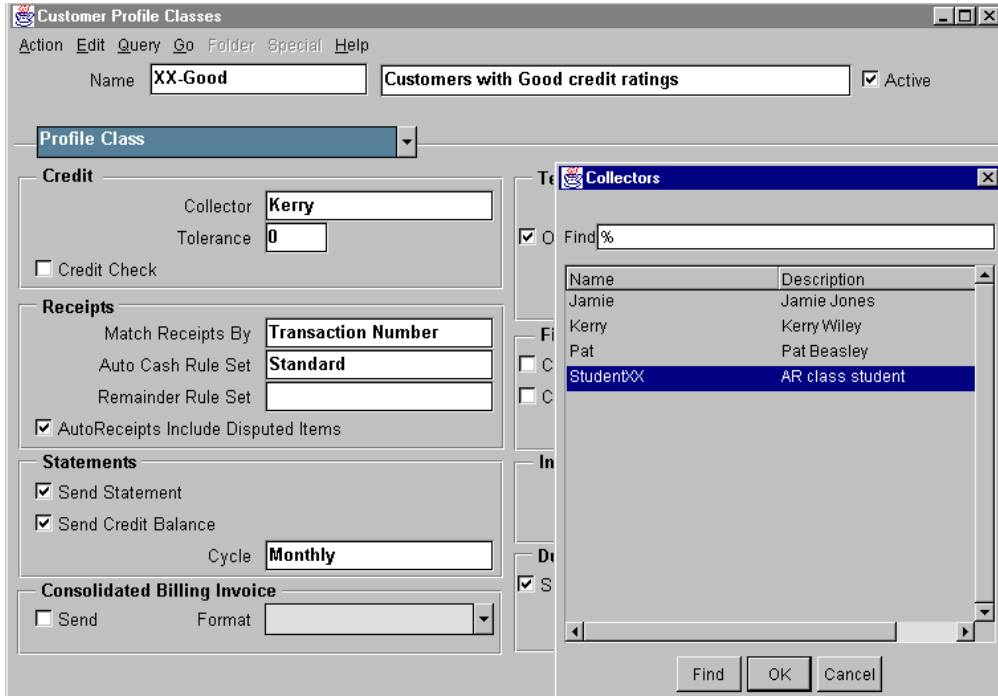 Customer Profile Classes
Action Edit Query Go Folder Special Help
Name XX-Good Customers with Good credit ratings Active
Profile Class
Credit
Collector Kerry
Tolerance 0
Credit Check
Receipts
Match Receipts By Transaction Number
Auto Cash Rule Set Standard
Remainder Rule Set
AutoReceipts Include Disputed Items
Statements
Send Statement
Send Credit Balance
Cycle Monthly
Consolidated Billing Invoice
Send Format
Te
O
Fi
C
C
In
Du
S
Collectors
Find %
Name Description
Jamie Jamie Jones
Kerry Kerry Wiley
Pat Pat Beasley
StudentXX AR class student
Find OK Cancel